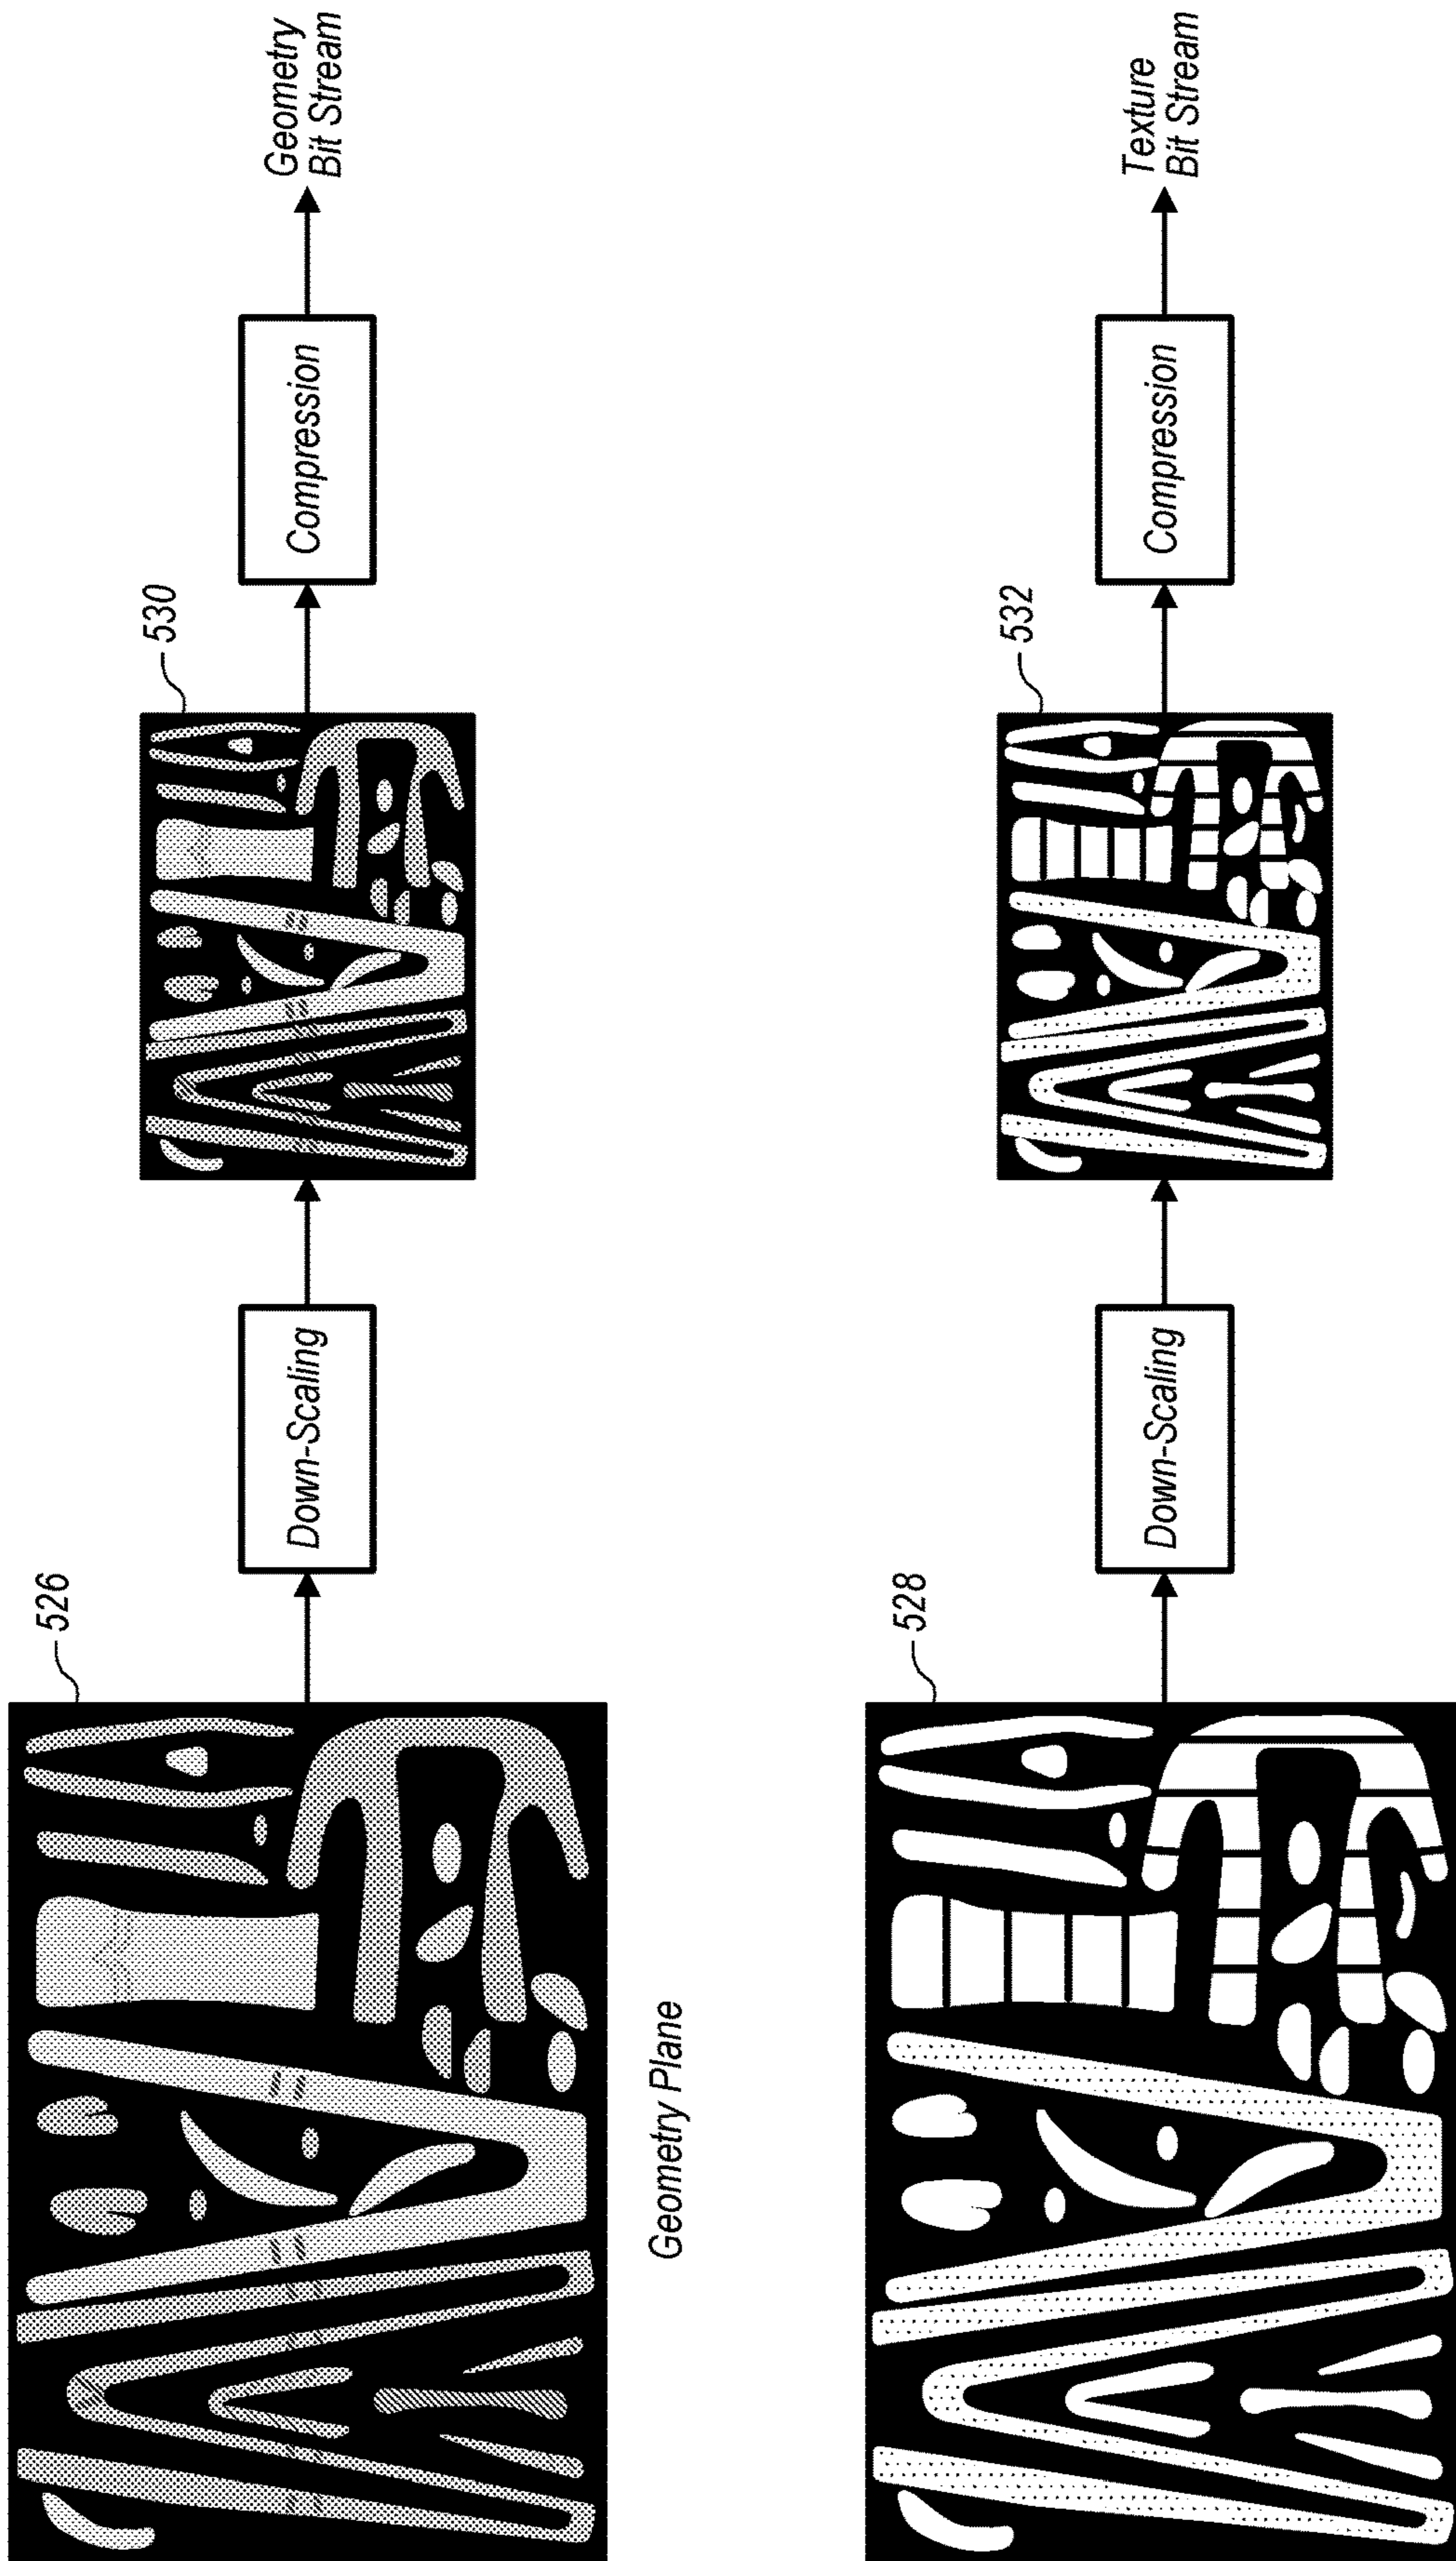 526
Geometry Plane
Down-Scaling
530
Compression
Geometry
Bit Stream
528
Down-Scaling
532
Compression
Texture
Bit Stream